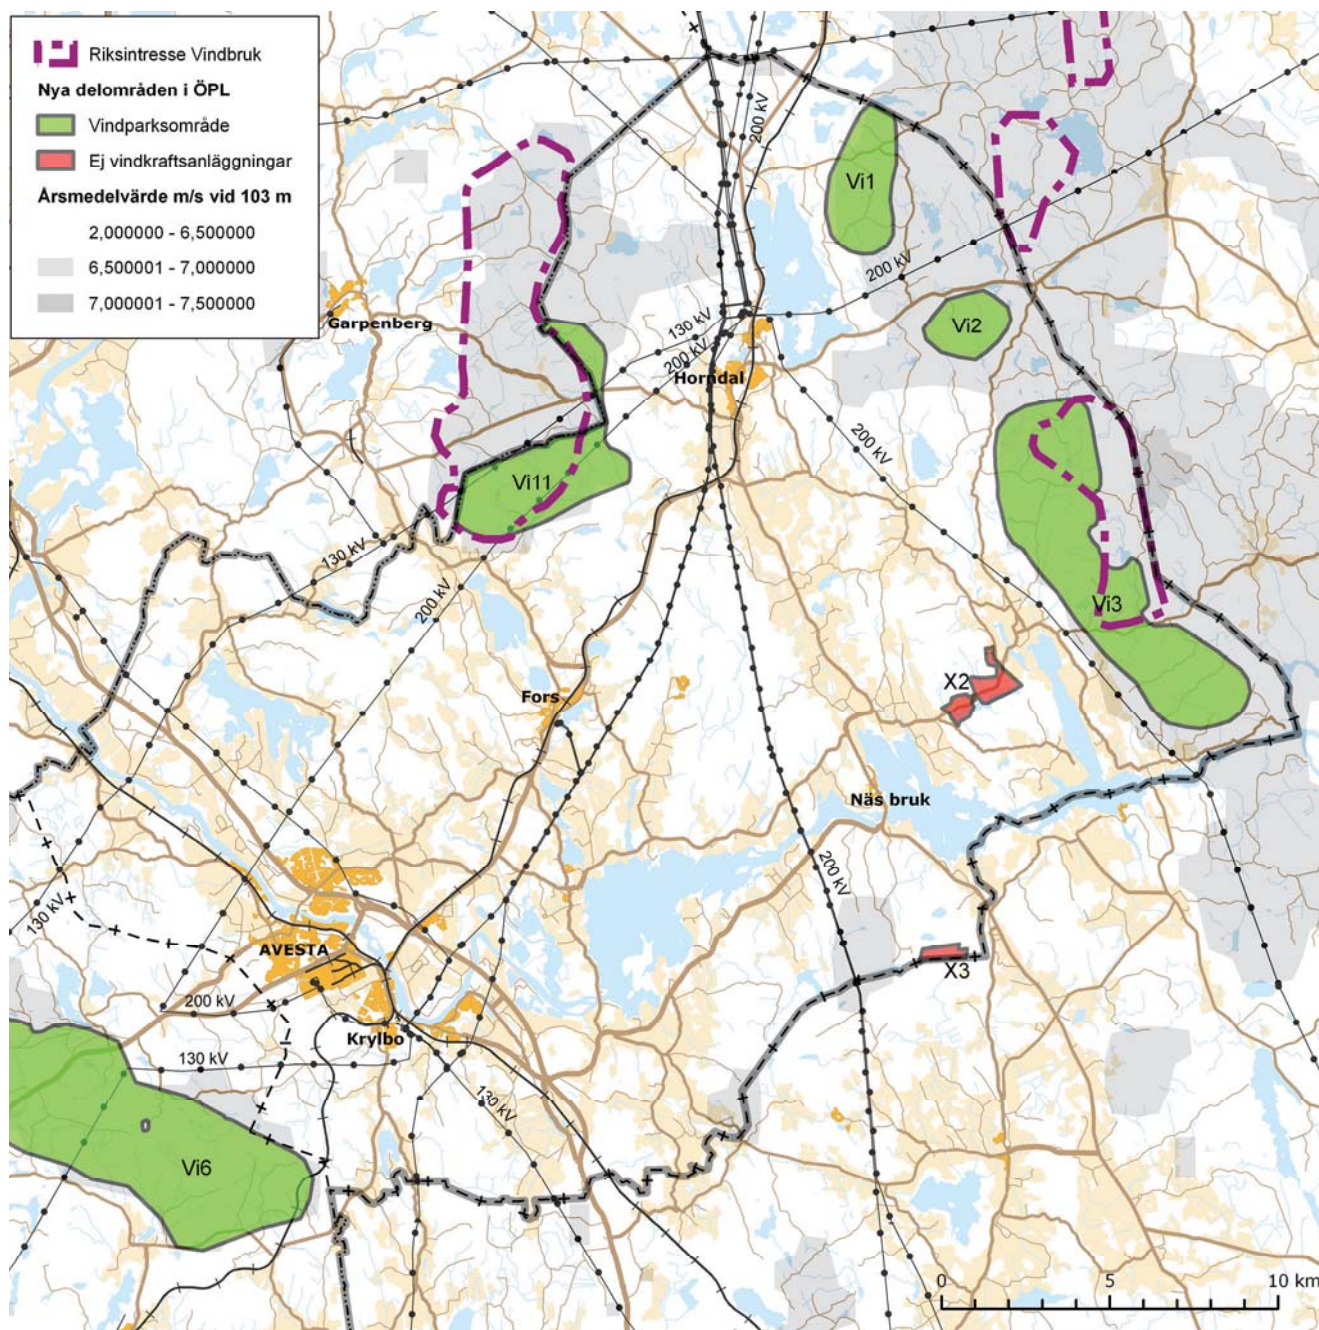 Riksintresse Vindbruk
Nya delområden i ÖPL
Vindparksområde
Ej vindkraftsanläggningar
Årsmedelvärde m/s vid 103 m
2,000000 - 6,500000
6,500001 - 7,000000
7,000001 - 7,500000
200 kV
Vi1
200 kV
Garpenberg
130 kV
Vi2
200 kV
Horndal
200 kV
Vi11
130 kV
200 kV
Vi3
X2
Fors
Näs bruk
200 kV
130 kV
AVESTA
X3
200 kV
Krylbo
130 kV
130 kV
Vi6
0 5 10 km